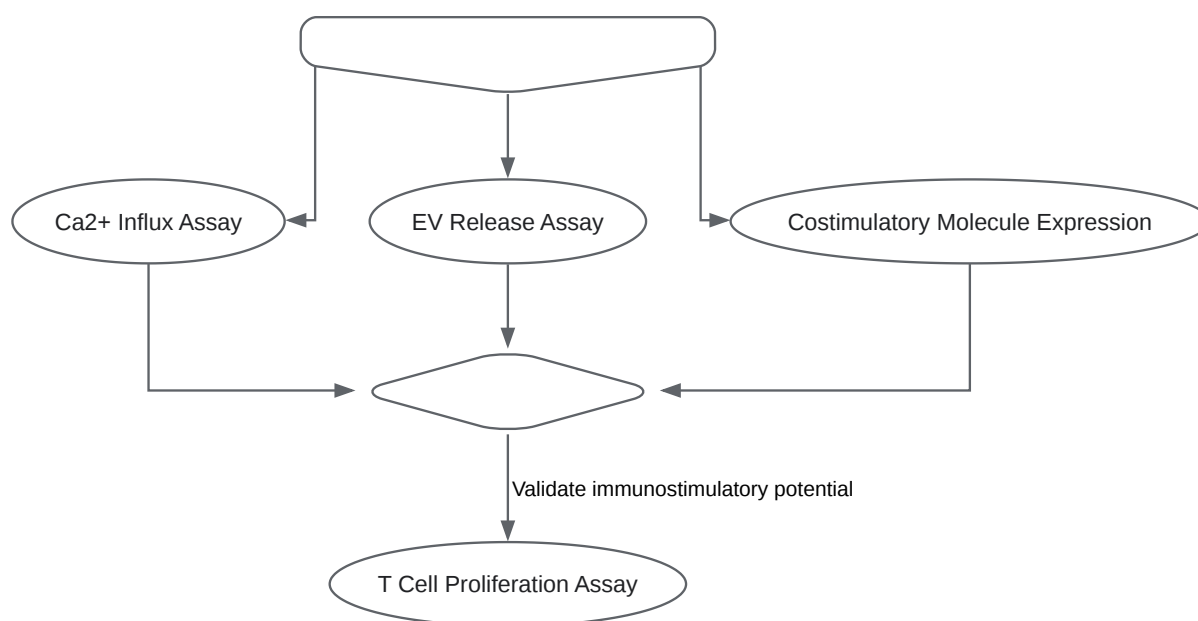 Ca2+ Influx Assay
EV Release Assay
Costimulatory Molecule Expression
Validate immunostimulatory potential
T Cell Proliferation Assay